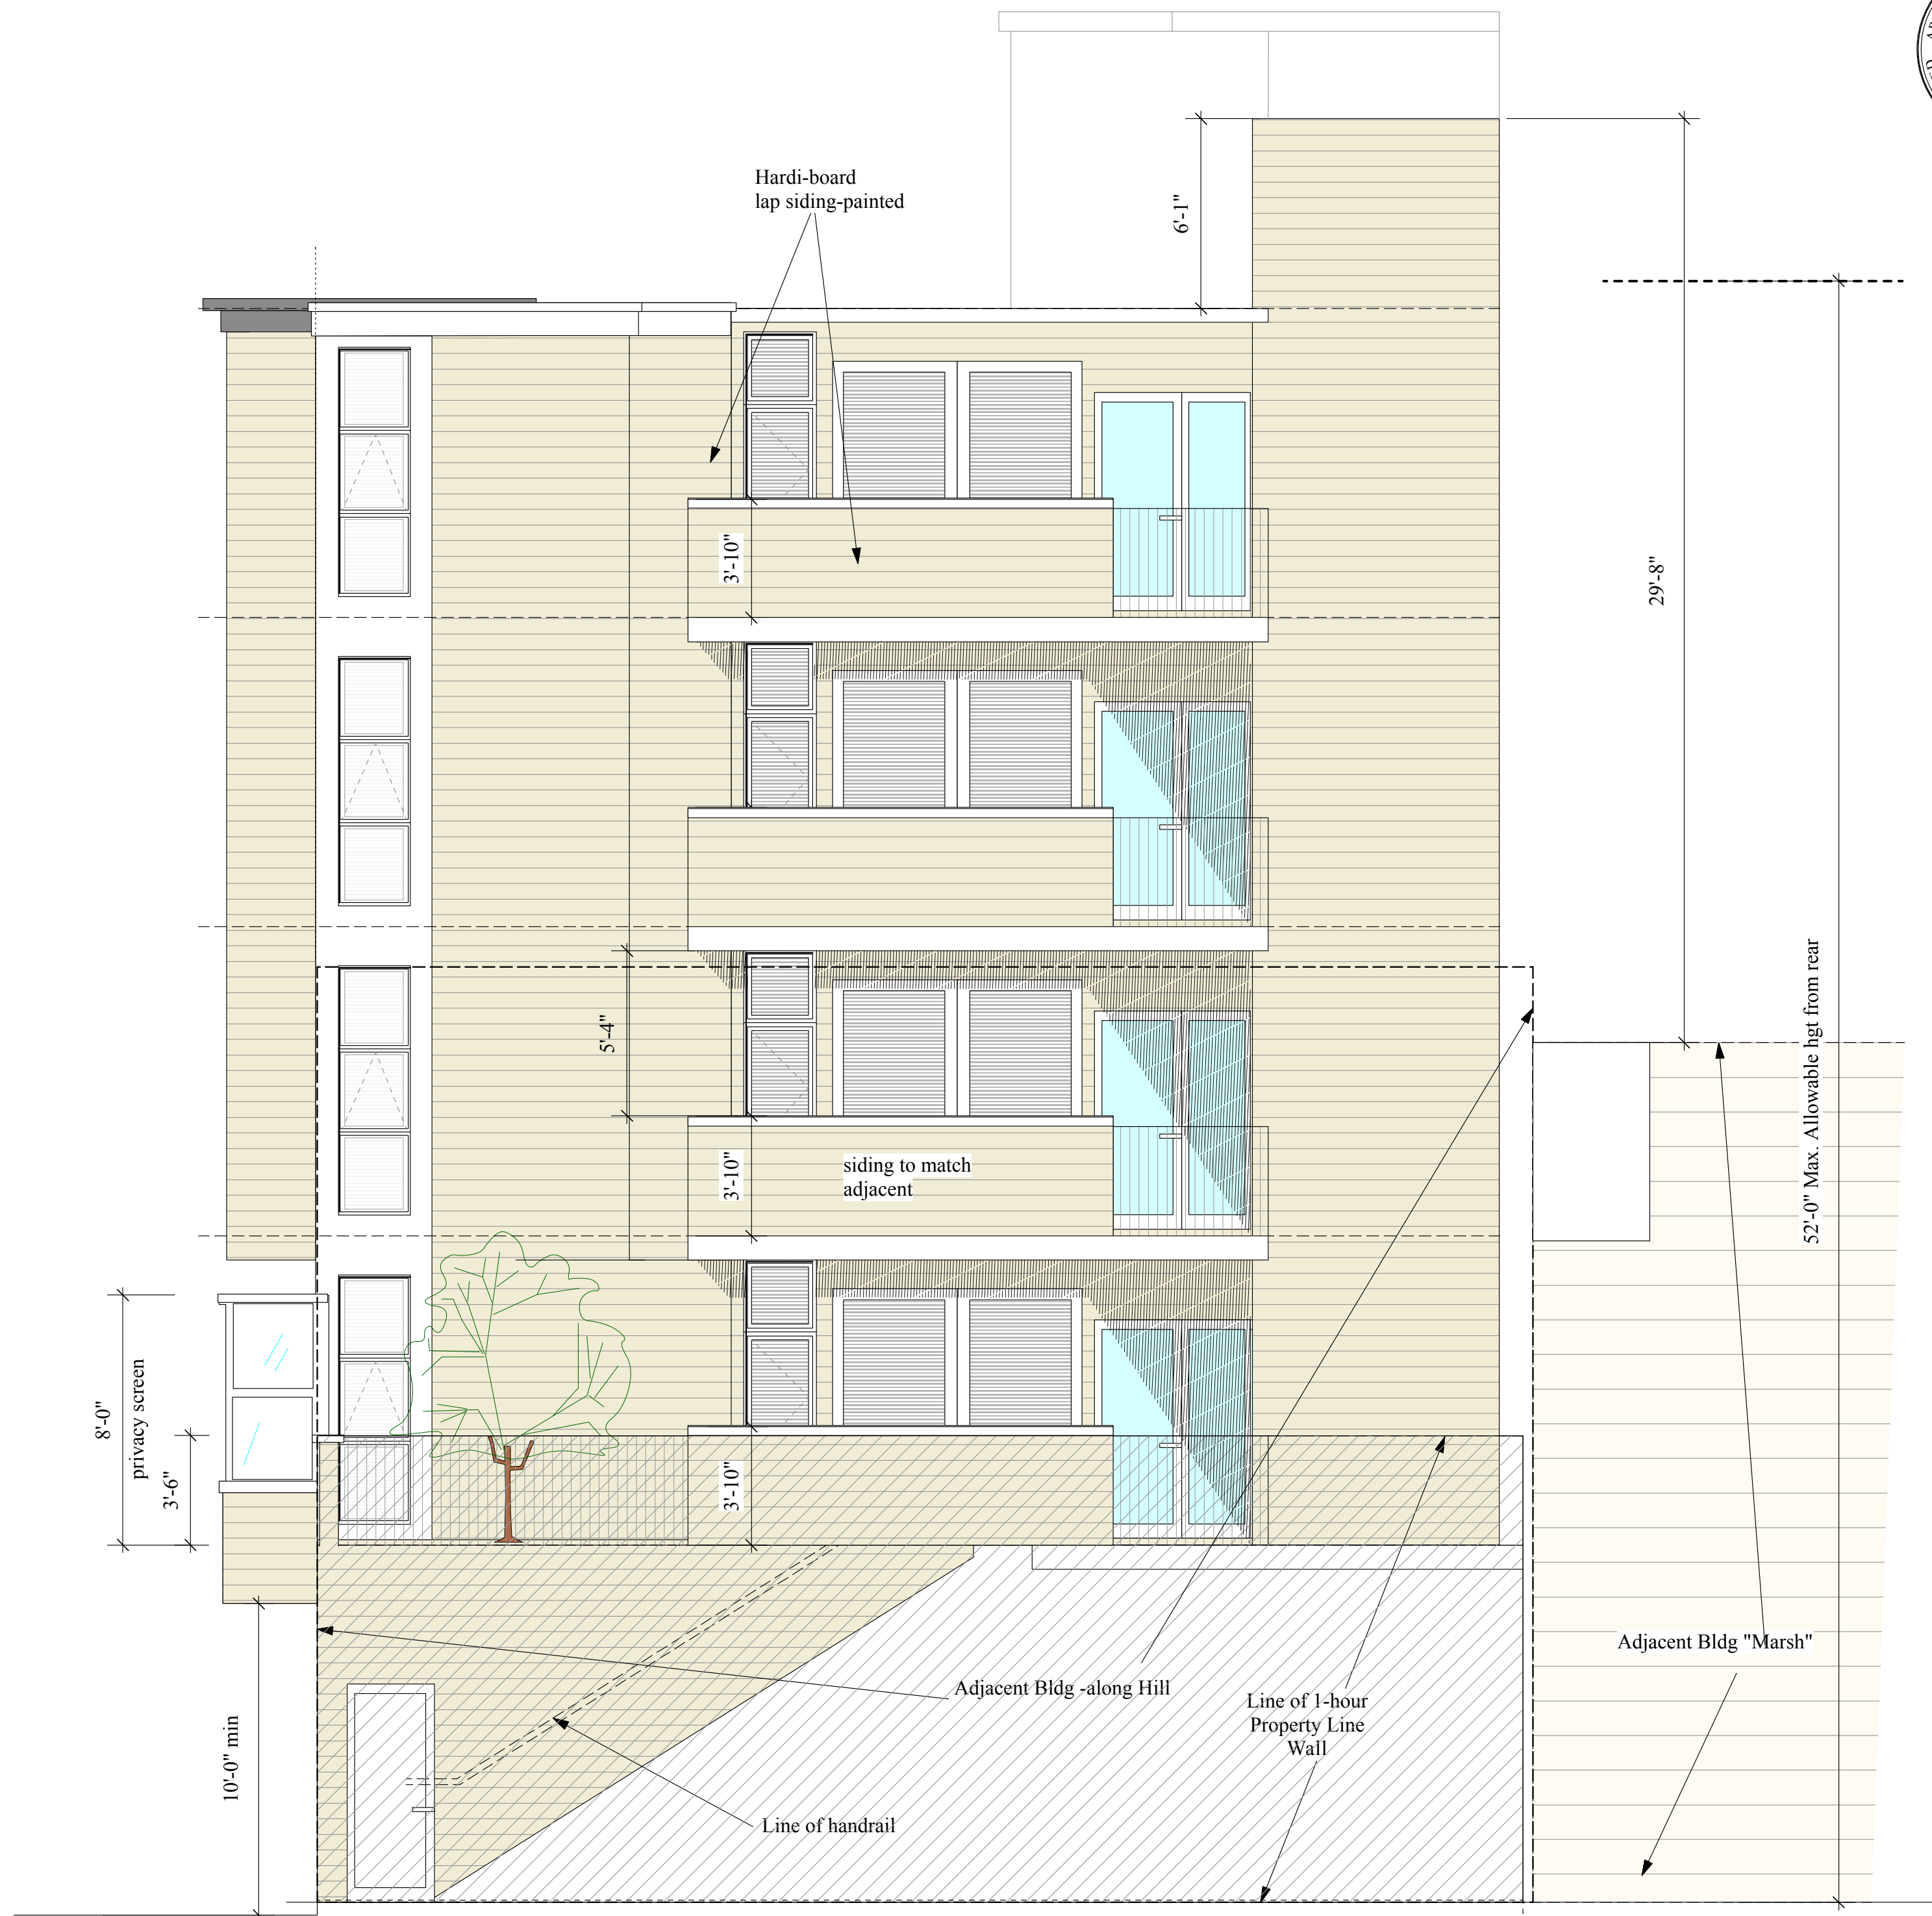 Hardi-board
lap siding-painted
6'-1"
29'-8"
3'-10"
52'-0" Max. Allowable hgt from rear
5'-4"
3'-10"
siding to match
adjacent
8'-0"
privacy screen
3'-6"
3'-10"
Adjacent Bldg "Marsh"
Adjacent Bldg -along Hill
Line of 1-hour
Property Line
Wall
10'-0" min
Line of handrail